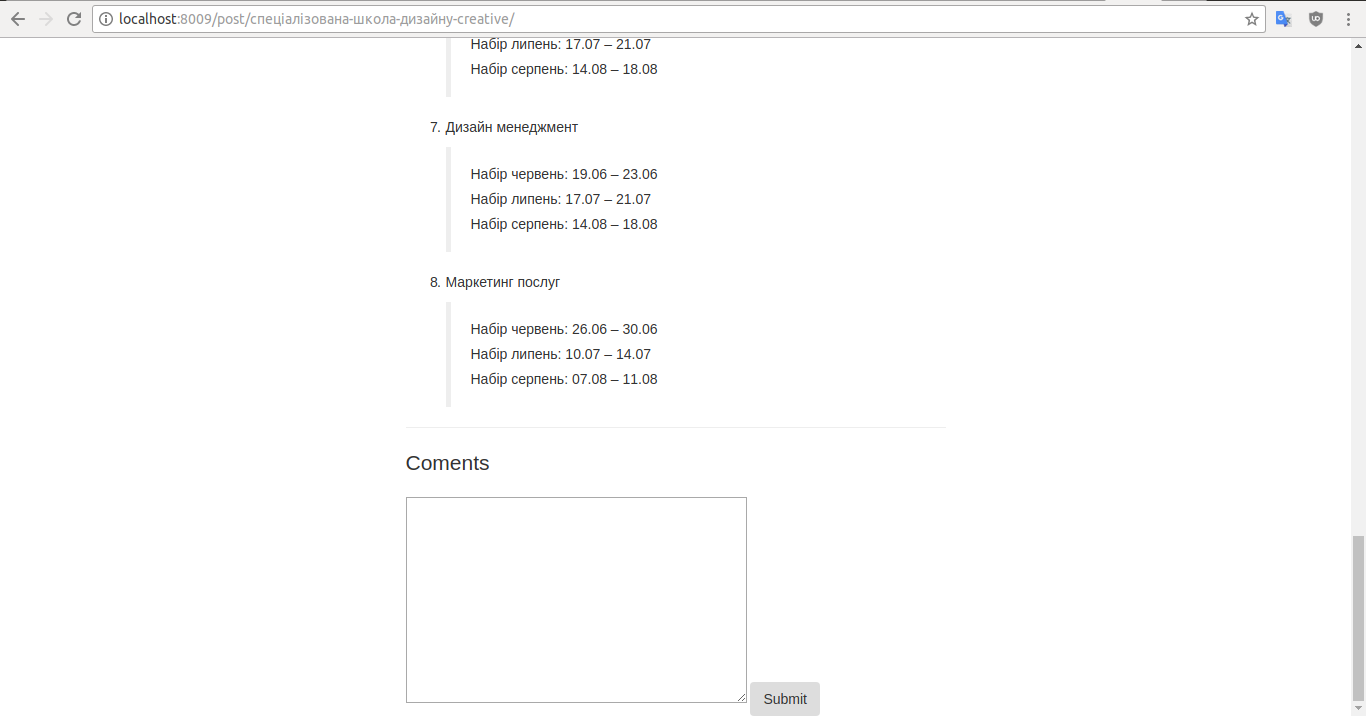 localhost:8009/post/спеціалізована-школа-дизайну-creative/
Набір липень: 17.07 – 21.07
Набір серпень: 14.08 – 18.08
7. Дизайн менеджмент
Набір червень: 19.06 – 23.06
Набір липень: 17.07 – 21.07
Набір серпень: 14.08 – 18.08
8. Маркетинг послуг
Набір червень: 26.06 – 30.06
Набір липень: 10.07 – 14.07
Набір серпень: 07.08 – 11.08
Coments
Submit